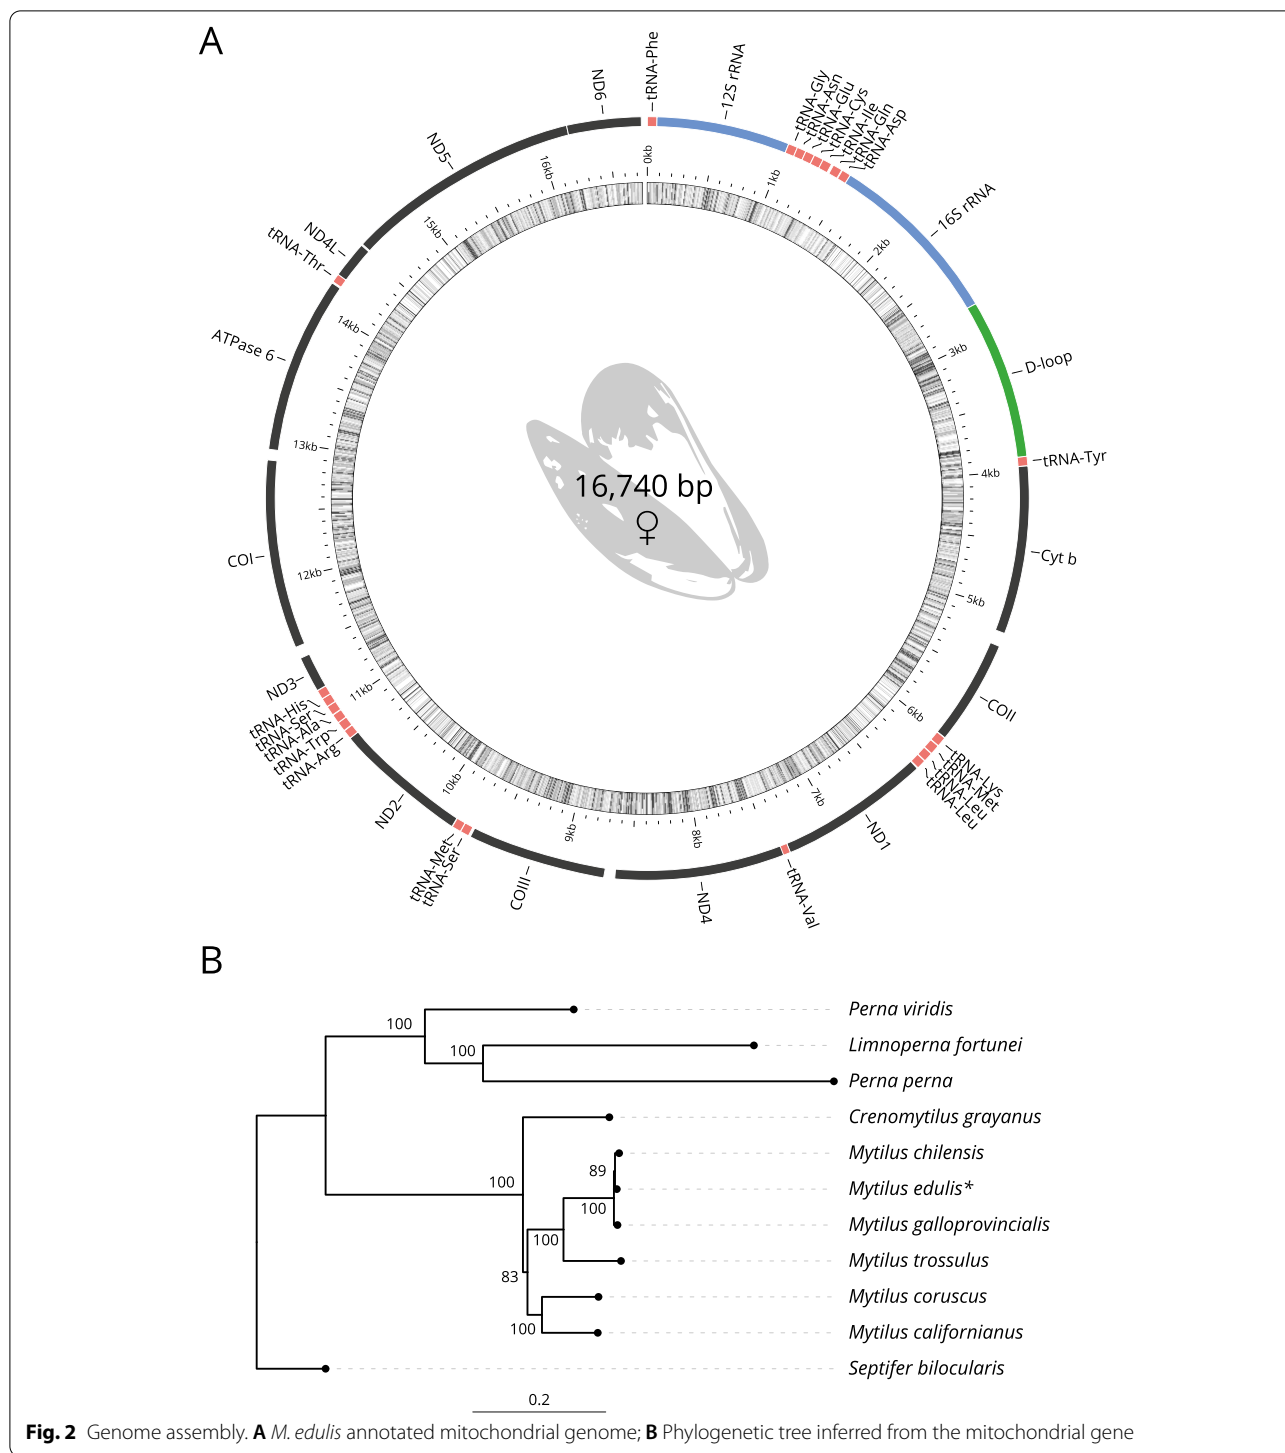 A
tRNA-Phe
12S rRNA
tRNA-Gly
tRNA-Asn
tRNA-Glu
tRNA-Cys
tRNA-Ile
tRNA-Gln
tRNA-Asp
16S rRNA
D-loop
tRNA-Tyr
Cyt b
COII
tRNA-Lys
tRNA-Met
tRNA-Leu
tRNA-Leu
ND1
tRNA-Val
ND4
COIII
tRNA-Ser
tRNA-Met
ND2
tRNA-Arg
tRNA-Trp
tRNA-Ala
tRNA-Ser
tRNA-His
ND3
COI
ATPase 6
tRNA-Thr
ND4L
ND5
ND6
0kb
1kb
2kb
3kb
4kb
5kb
6kb
7kb
8kb
9kb
10kb
11kb
12kb
13kb
14kb
15kb
16kb
16,740 bp
♀
B
100
Perna viridis
100
Limnoperna fortunei
Perna perna
Crenomytilus grayanus
Mytilus chilensis
89
100
Mytilus edulis*
100
Mytilus galloprovincialis
100
Mytilus trossulus
83
Mytilus coruscus
100
Mytilus californianus
Septifer bilocularis
0.2
Fig. 2 Genome assembly. A M. edulis annotated mitochondrial genome; B Phylogenetic tree inferred from the mitochondrial gene